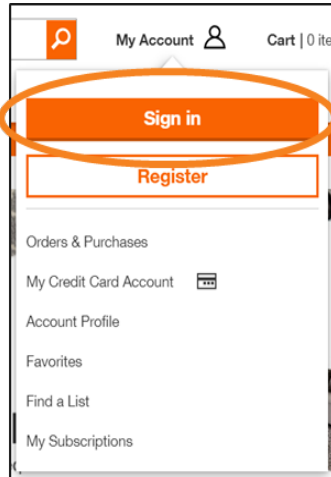 My Account Cart | 0 ite
Sign in
Register
Orders & Purchases
My Credit Card Account
Account Profile
Favorites
Find a List
My Subscriptions